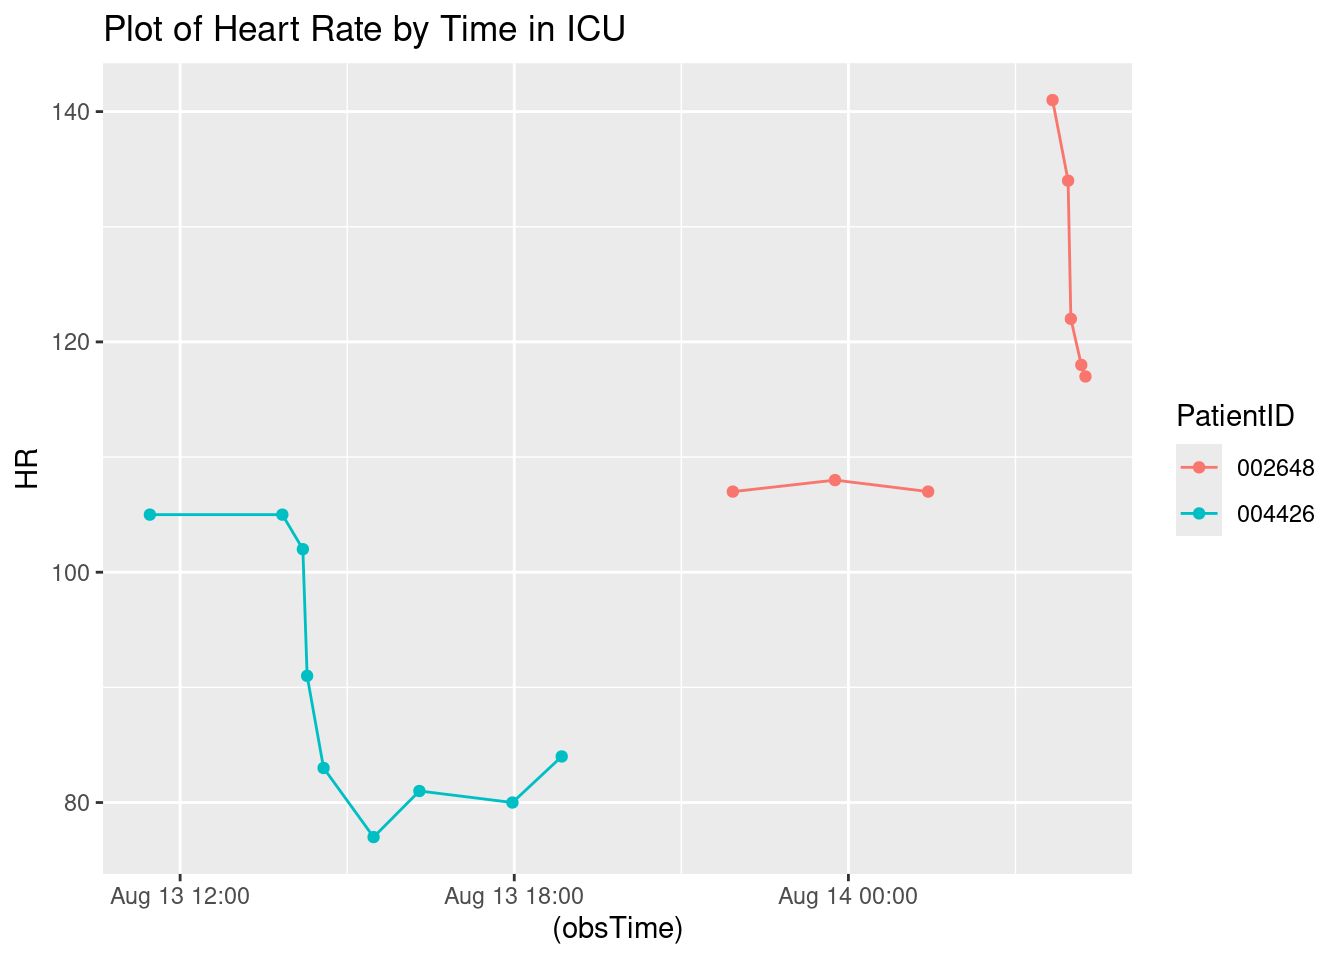 Plot of Heart Rate by Time in ICU
140
120
100
80
HR
Aug 13 12:00
Aug 13 18:00
Aug 14 00:00
(obsTime)
PatientID
002648
004426